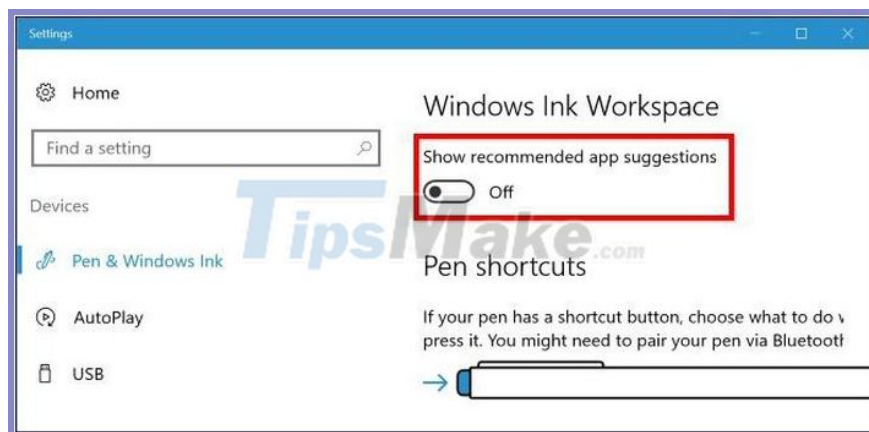 Settings
Home
Find a setting
Devices
Pen & Windows Ink
AutoPlay
USB
Windows Ink Workspace
Show recommended app suggestions
Off
Pen shortcuts
If your pen has a shortcut button, choose what to do
press it. You might need to pair your pen via Bluetooth
TipsMake.com